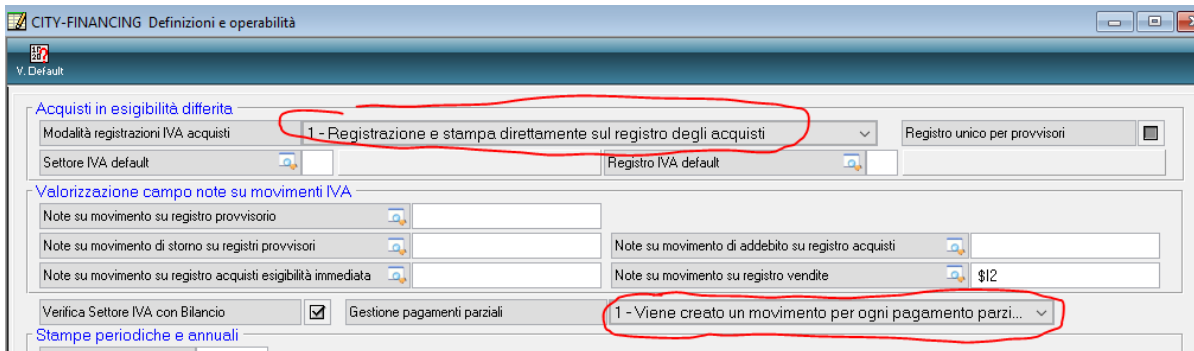 CITY-FINANCING Definizioni e operabilità
V. Default
Acquisti in esigibilità differita
Modalità registrazioni IVA acquisti 1 - Registrazione e stampa direttamente sul registro degli acquisti Registro unico per provvisori
Settore IVA default Registro IVA default
Valorizzazione campo note su movimenti IVA
Note su movimento su registro provvisorio
Note su movimento di storno su registri provvisori Note su movimento di addebito su registro acquisti
Note su movimento su registro acquisti esigibilità immediata Note su movimento su registro vendite $I2
Verifica Settore IVA con Bilancio Gestione pagamenti parziali 1 - Viene creato un movimento per ogni pagamento parzi...
Stampe periodiche e annuali